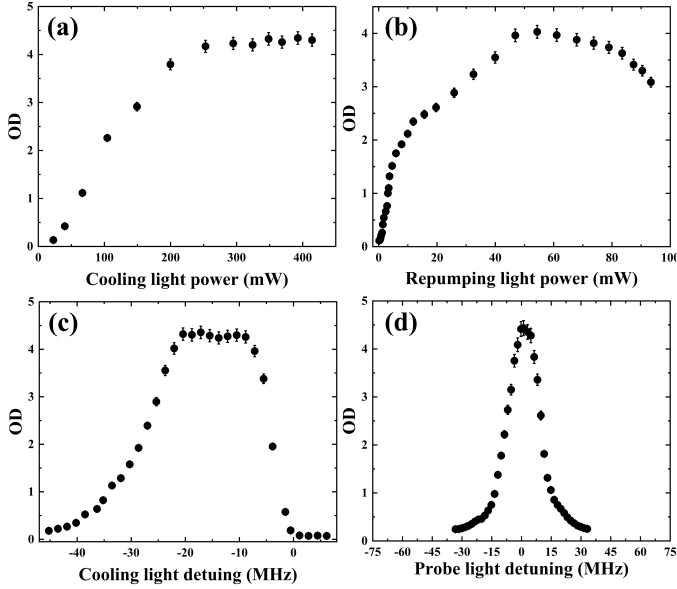 (a)
5
4
3
2
1
0
OD
0 100 200 300 400
Cooling light power (mW)
(b)
5
4
3
2
1
0
OD
0 20 40 60 80 100
Repumping light power (mW)
(c)
5
4
3
2
1
0
OD
-40 -30 -20 -10 0
Cooling light detuing (MHz)
(d)
5
4
3
2
1
0
OD
-75 -60 -45 -30 -15 0 15 30 45 60 75
Probe light detuning (MHz)